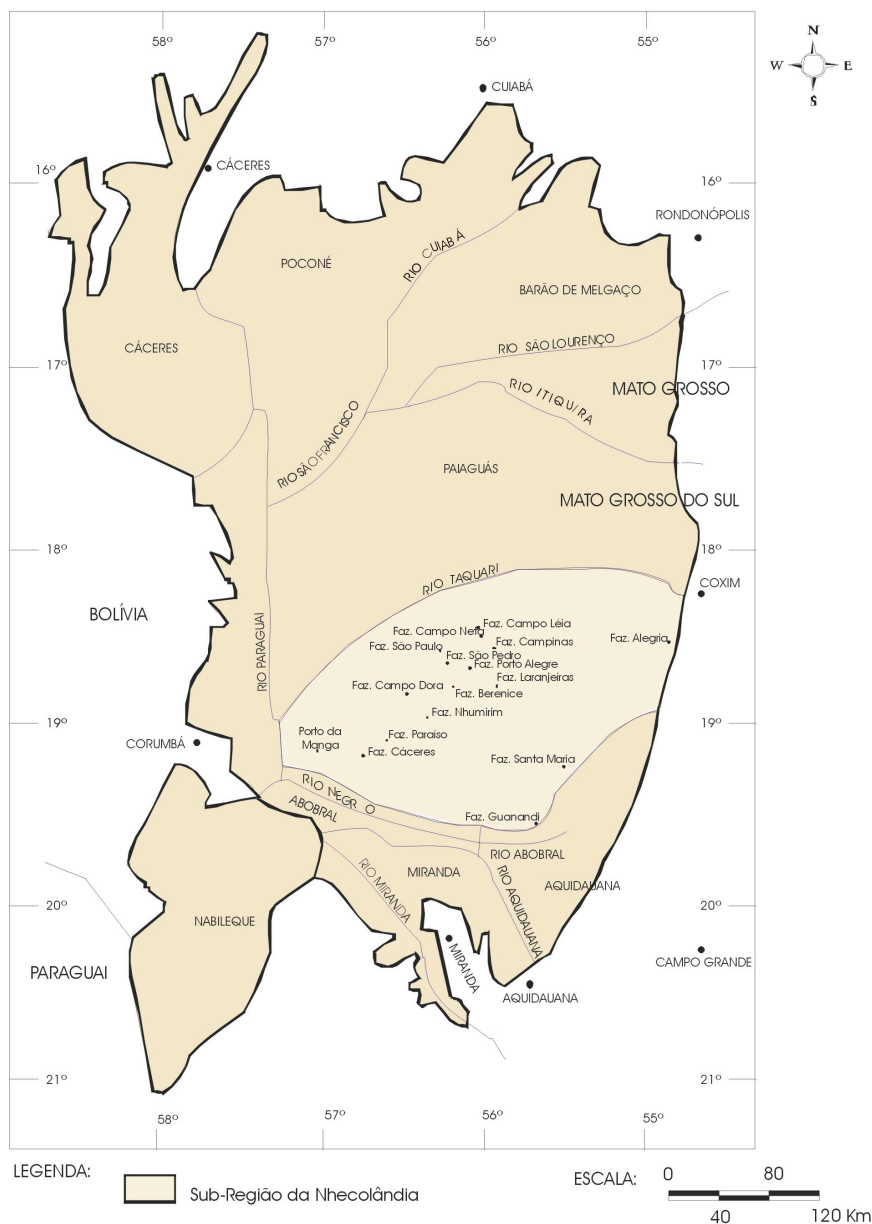 58º
57º
56º
55º
N
W E
S
CUIABÁ
16º
CÁCERES
16º
RONDONÓPOLIS
RIO CUIABÁ
POCONÉ
BARÃO DE MELGAÇO
CÁCERES
RIO SÃO LOURENÇO
17º
17º
RIO ITIQUIRA
MATO GROSSO
RIO SÃO FRANCISCO
PAIAGUÁS
MATO GROSSO DO SUL
18º
18º
RIO TAQUARI
COXIM
BOLÍVIA
RIO PARAGUAI
Faz. Campo Léia
Faz. Campo Neta
Faz. Campinas
Faz. Alegria
Faz. São Paulo
Faz. São Pedro
Faz. Porto Alegre
Faz. Laranjeiras
Faz. Campo Dora
Faz. Berenice
Faz. Nhumirim
19º
19º
Porto da
Manga
Faz. Paraíso
CORUMBÁ
Faz. Cáceres
Faz. Santa Maria
RIO NEGRO
ABOBRAL
Faz. Guanandi
RIO ABOBRAL
RIO MIRANDA
MIRANDA
RIO AQUIDAUANA
AQUIDAUANA
20º
20º
NABILEQUE
MIRANDA
CAMPO GRANDE
PARAGUAI
AQUIDAUANA
21º
21º
58º
57º
56º
55º
LEGENDA:
Sub-Região da Nhecolândia
ESCALA:
0 80
40 120 Km